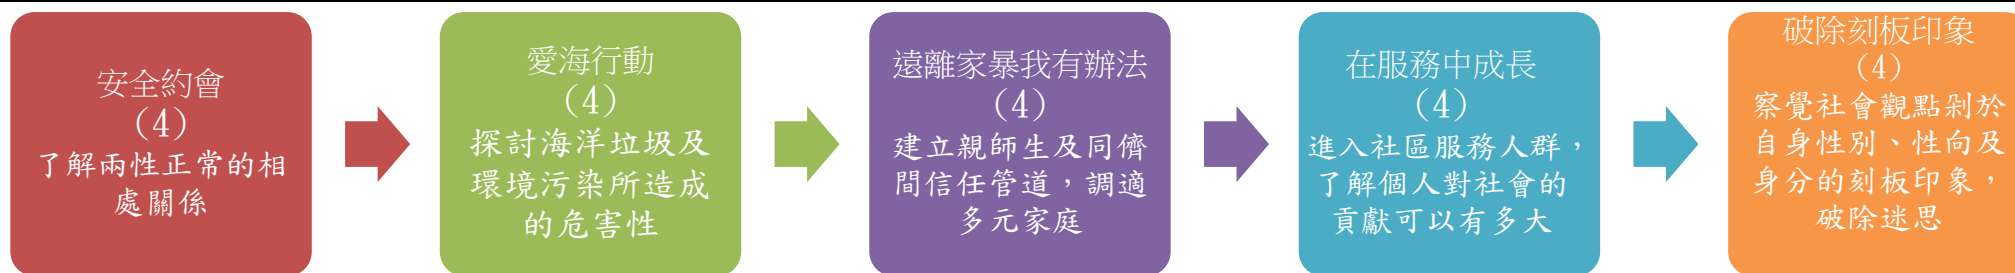 安全約會
(4)
了解兩性正常的相
處關係
愛海行動
(4)
探討海洋垃圾及
環境污染所造成
的危害性
遠離家暴我有辦法
(4)
建立親師生及同儕
間信任管道，調適
多元家庭
在服務中成長
(4)
進入社區服務人群，
了解個人對社會的
貢獻可以有多大
破除刻板印象
(4)
察覺社會觀點剁於
自身性別、性向及
身分的刻板印象，
破除迷思